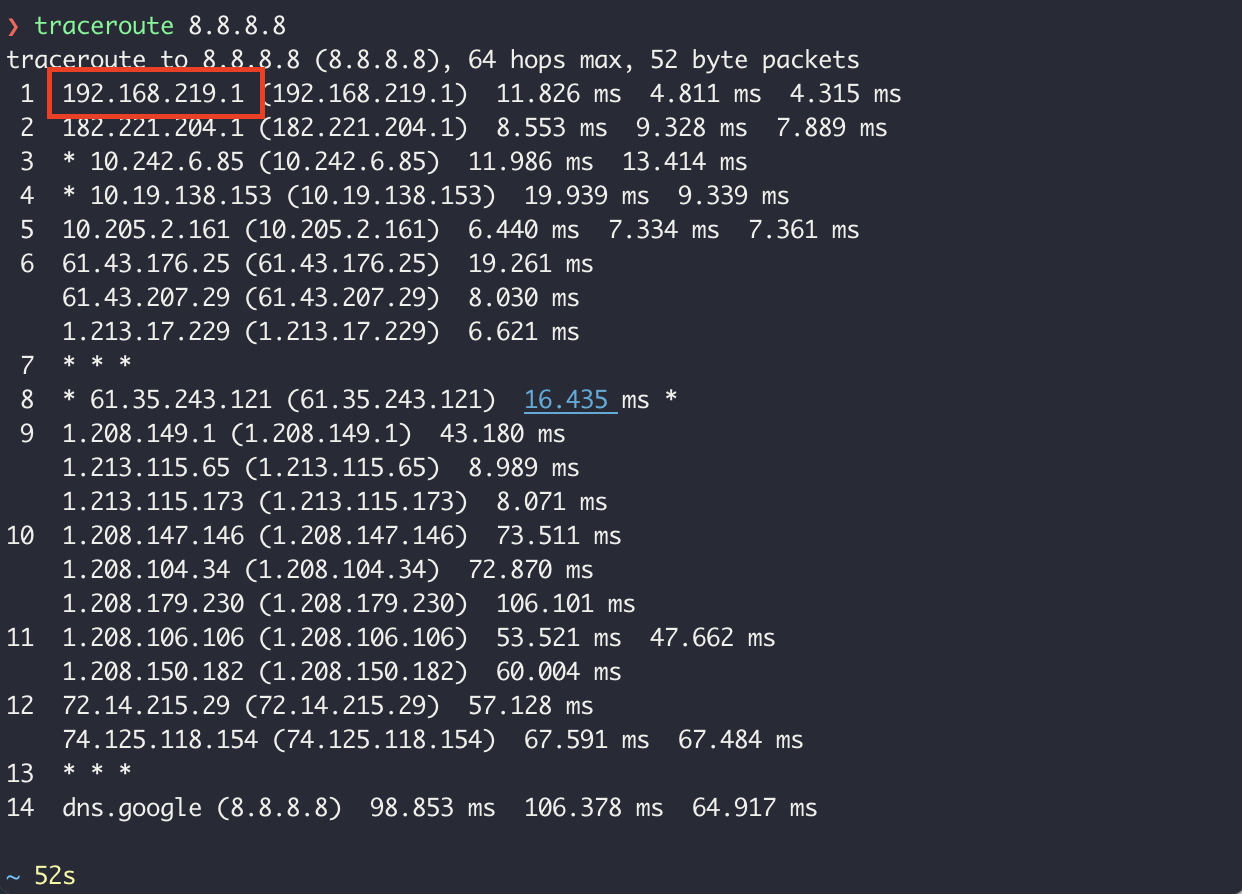 ❯ traceroute 8.8.8.8
traceroute to 8.8.8.8 (8.8.8.8), 64 hops max, 52 byte packets
 1  192.168.219.1 (192.168.219.1)  11.826 ms  4.811 ms  4.315 ms
 2  182.221.204.1 (182.221.204.1)  8.553 ms  9.328 ms  7.889 ms
 3  * 10.242.6.85 (10.242.6.85)  11.986 ms  13.414 ms
 4  * 10.19.138.153 (10.19.138.153)  19.939 ms  9.339 ms
 5  10.205.2.161 (10.205.2.161)  6.440 ms  7.334 ms  7.361 ms
 6  61.43.176.25 (61.43.176.25)  19.261 ms
    61.43.207.29 (61.43.207.29)  8.030 ms
    1.213.17.229 (1.213.17.229)  6.621 ms
 7  * * *
 8  * 61.35.243.121 (61.35.243.121)  16.435 ms *
 9  1.208.149.1 (1.208.149.1)  43.180 ms
    1.213.115.65 (1.213.115.65)  8.989 ms
    1.213.115.173 (1.213.115.173)  8.071 ms
10  1.208.147.146 (1.208.147.146)  73.511 ms
    1.208.104.34 (1.208.104.34)  72.870 ms
    1.208.179.230 (1.208.179.230)  106.101 ms
11  1.208.106.106 (1.208.106.106)  53.521 ms  47.662 ms
    1.208.150.182 (1.208.150.182)  60.004 ms
12  72.14.215.29 (72.14.215.29)  57.128 ms
    74.125.118.154 (74.125.118.154)  67.591 ms  67.484 ms
13  * * *
14  dns.google (8.8.8.8)  98.853 ms  106.378 ms  64.917 ms
~ 52s